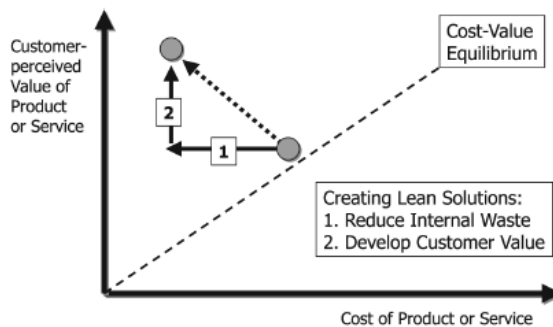 Customer-
perceived
Value of
Product
or Service
Cost-Value
Equilibrium
2
1
Creating Lean Solutions:
1. Reduce Internal Waste
2. Develop Customer Value
Cost of Product or Service